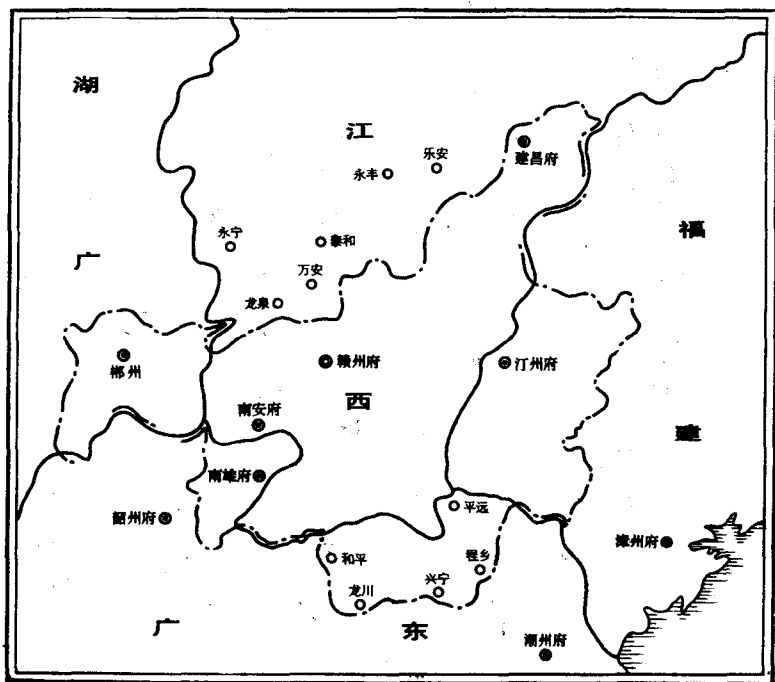 湖
江
建昌府
乐安
永丰
福
永宁
泰和
广
万安
龙泉
郴州
赣州府
汀州府
西
南安府
建
南雄府
平远
韶州府
漳州府
和平
程乡
兴宁
龙川
广
东
潮州府